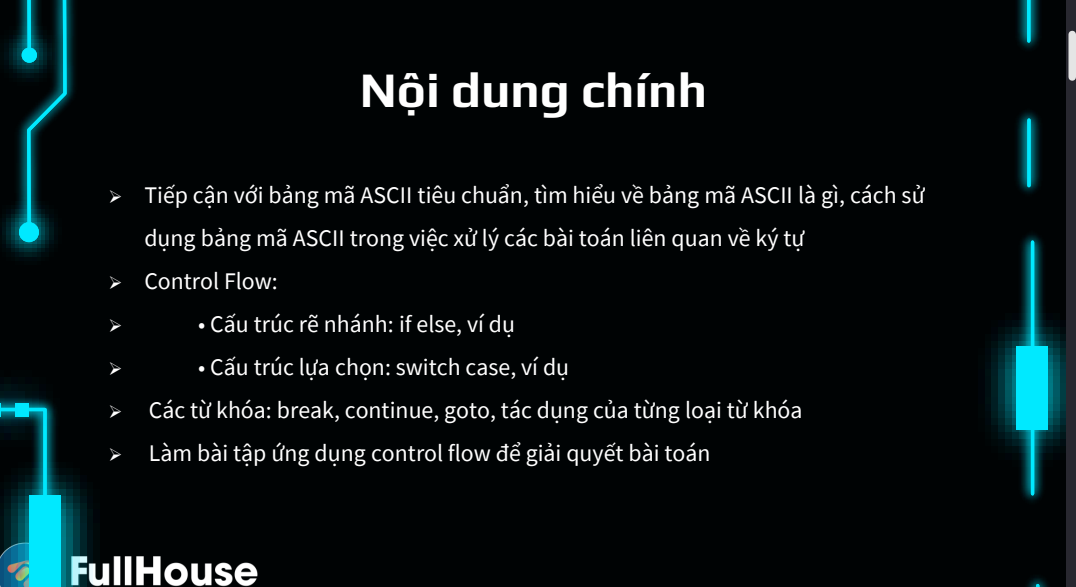 Nội dung chính
➢ Tiếp cận với bảng mã ASCII tiêu chuẩn, tìm hiểu về bảng mã ASCII là gì, cách sử
dụng bảng mã ASCII trong việc xử lý các bài toán liên quan về ký tự
➢ Control Flow:
➢ • Cấu trúc rẽ nhánh: if else, ví dụ
➢ • Cấu trúc lựa chọn: switch case, ví dụ
➢ Các từ khóa: break, continue, goto, tác dụng của từng loại từ khóa
➢ Làm bài tập ứng dụng control flow để giải quyết bài toán
FullHouse